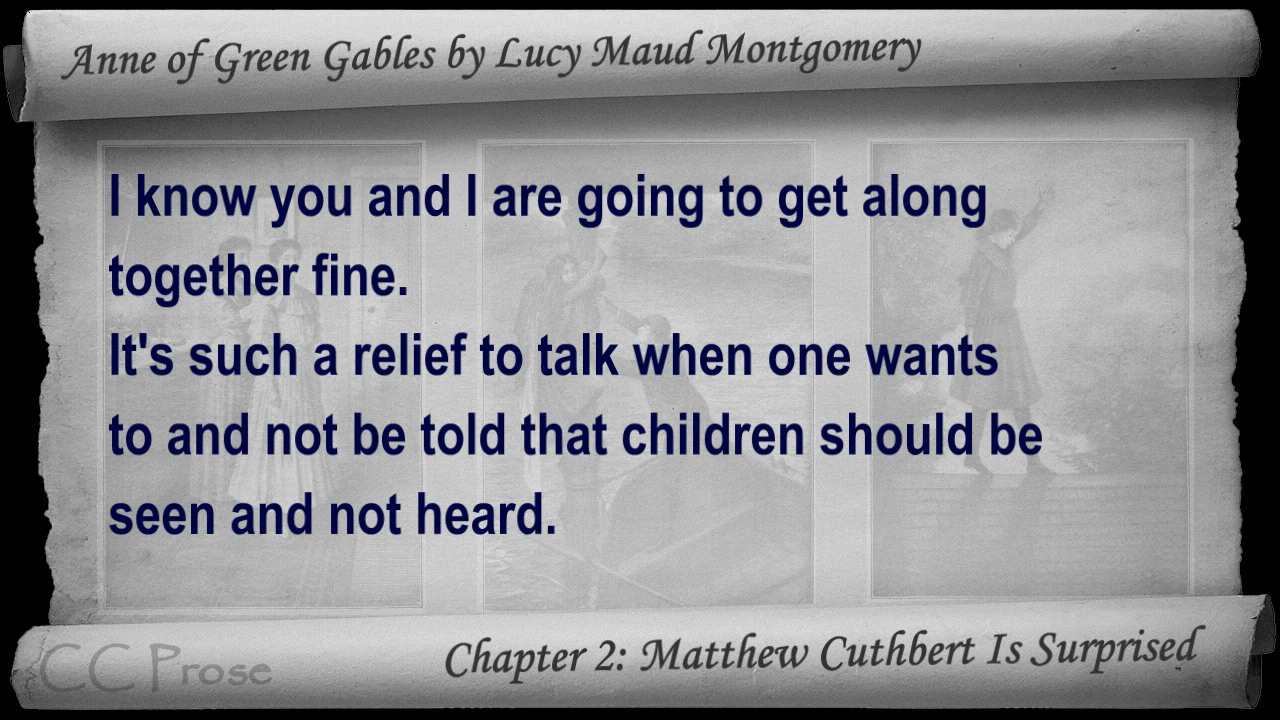 Anne of Green Gables by Lucy Maud Montgomery
I know you and I are going to get along
together fine.
It's such a relief to talk when one wants
to and not be told that children should be
seen and not heard.
CC Prose
Chapter 2: Matthew Cuthbert Is Surprised